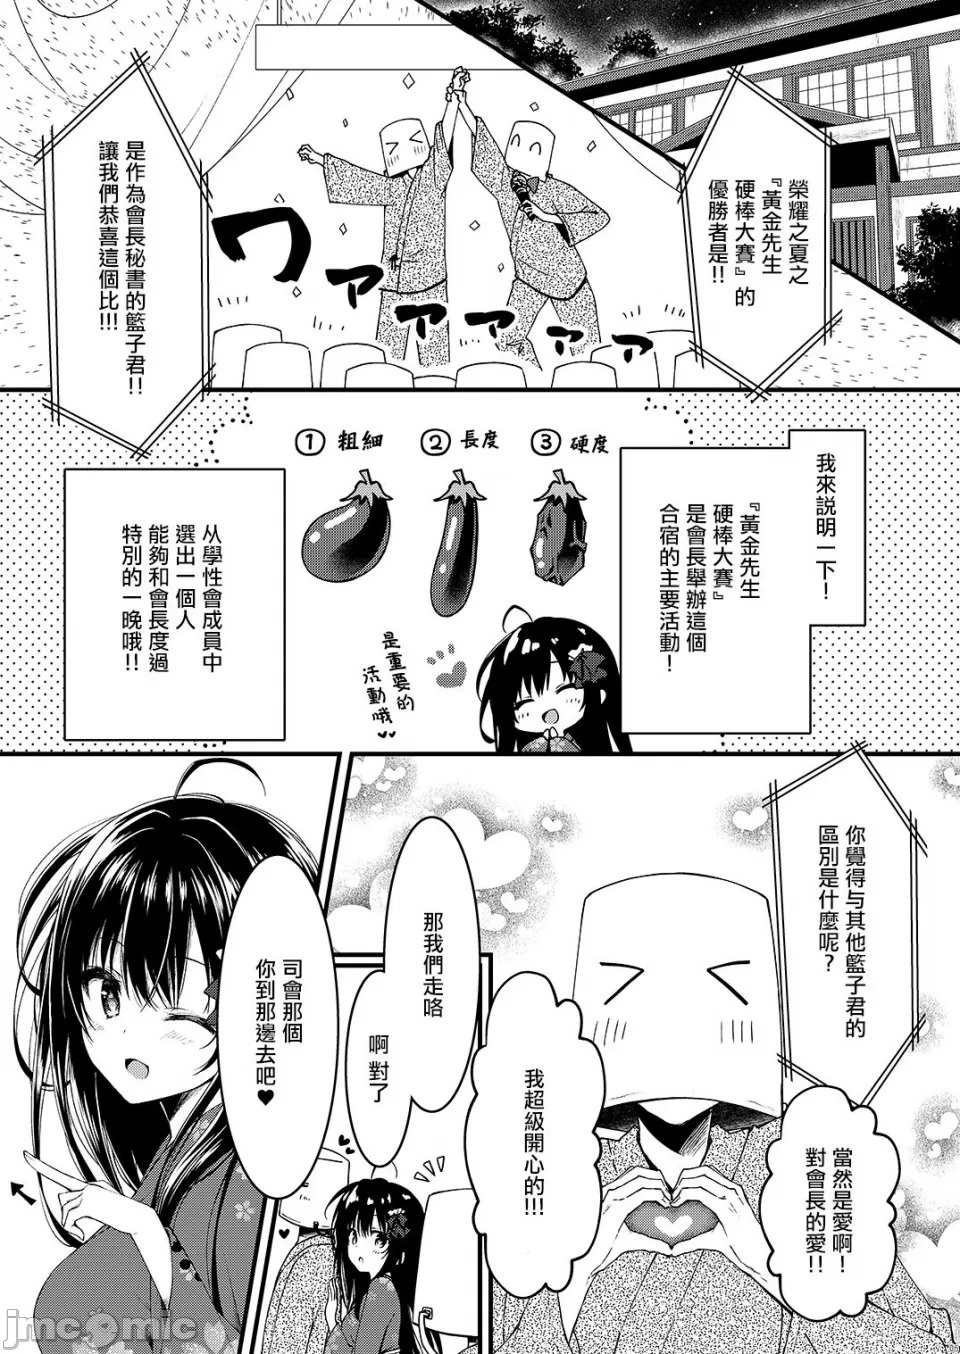 榮耀之夏之
『黃金先生
硬棒大賽』的
優勝者是!!
是作為會長秘書的籃子君!!
讓我們恭喜這個比!!!
ワァァァァァ
我來説明一下！
『黃金先生
硬棒大賽』
是會長舉辦這個
合宿的主要活動！
①粗細
②長度
③硬度
从學性會成員中
選出一個人
能夠和會長度過
特別的一晚哦!!
是重要的
活動哦♥♥
你覺得与其他籃子君的
區別是什麼呢？
當然是愛啊！
對會長的愛!!
我超級開心的!!!
那我們走咯
啊 對了
司會那個
你到那邊去吧♥
jmcomic